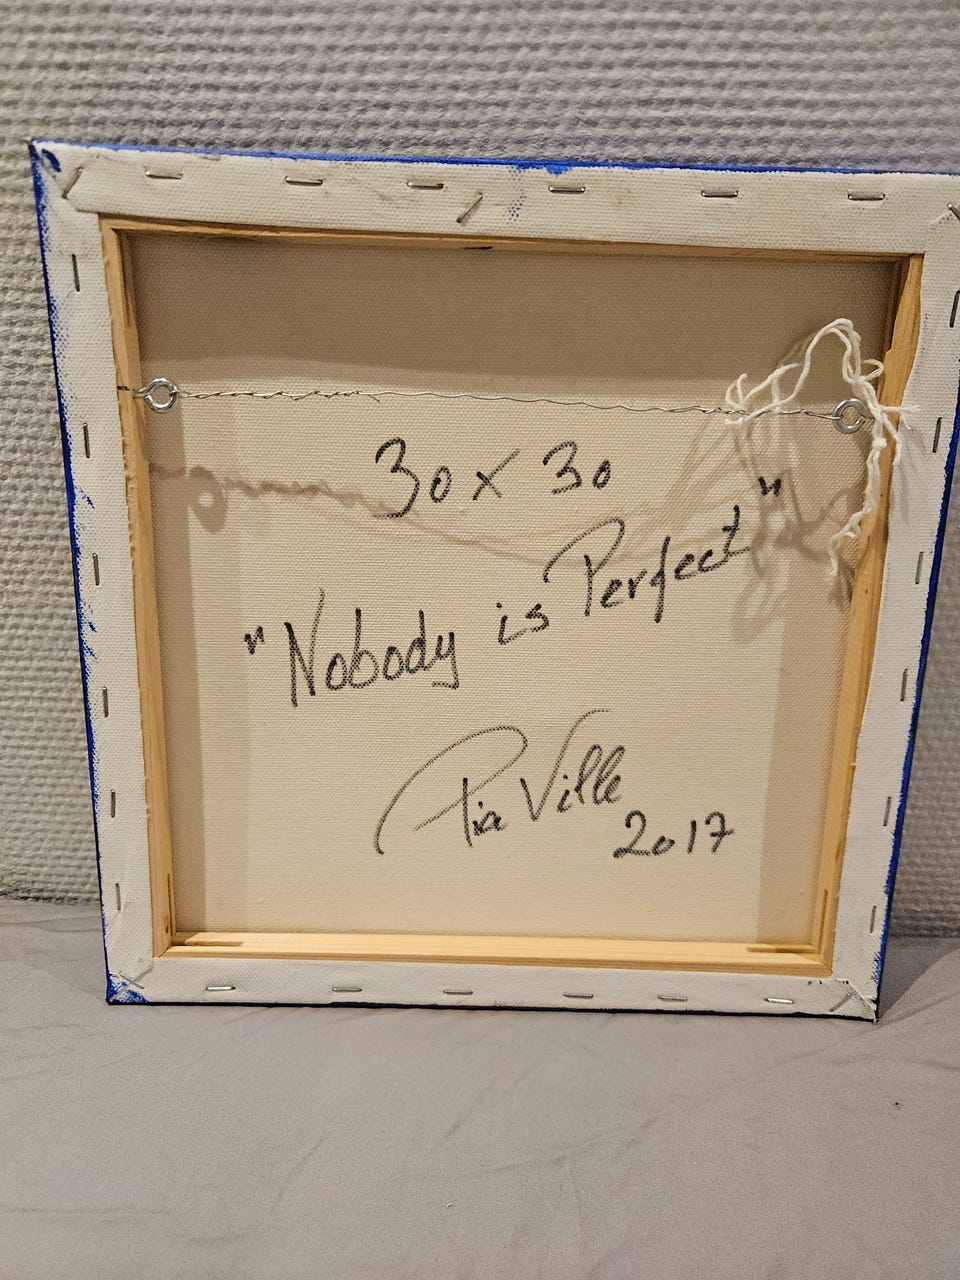 30 x 30
"Nobody is Perfect"
Pia Ville
2017